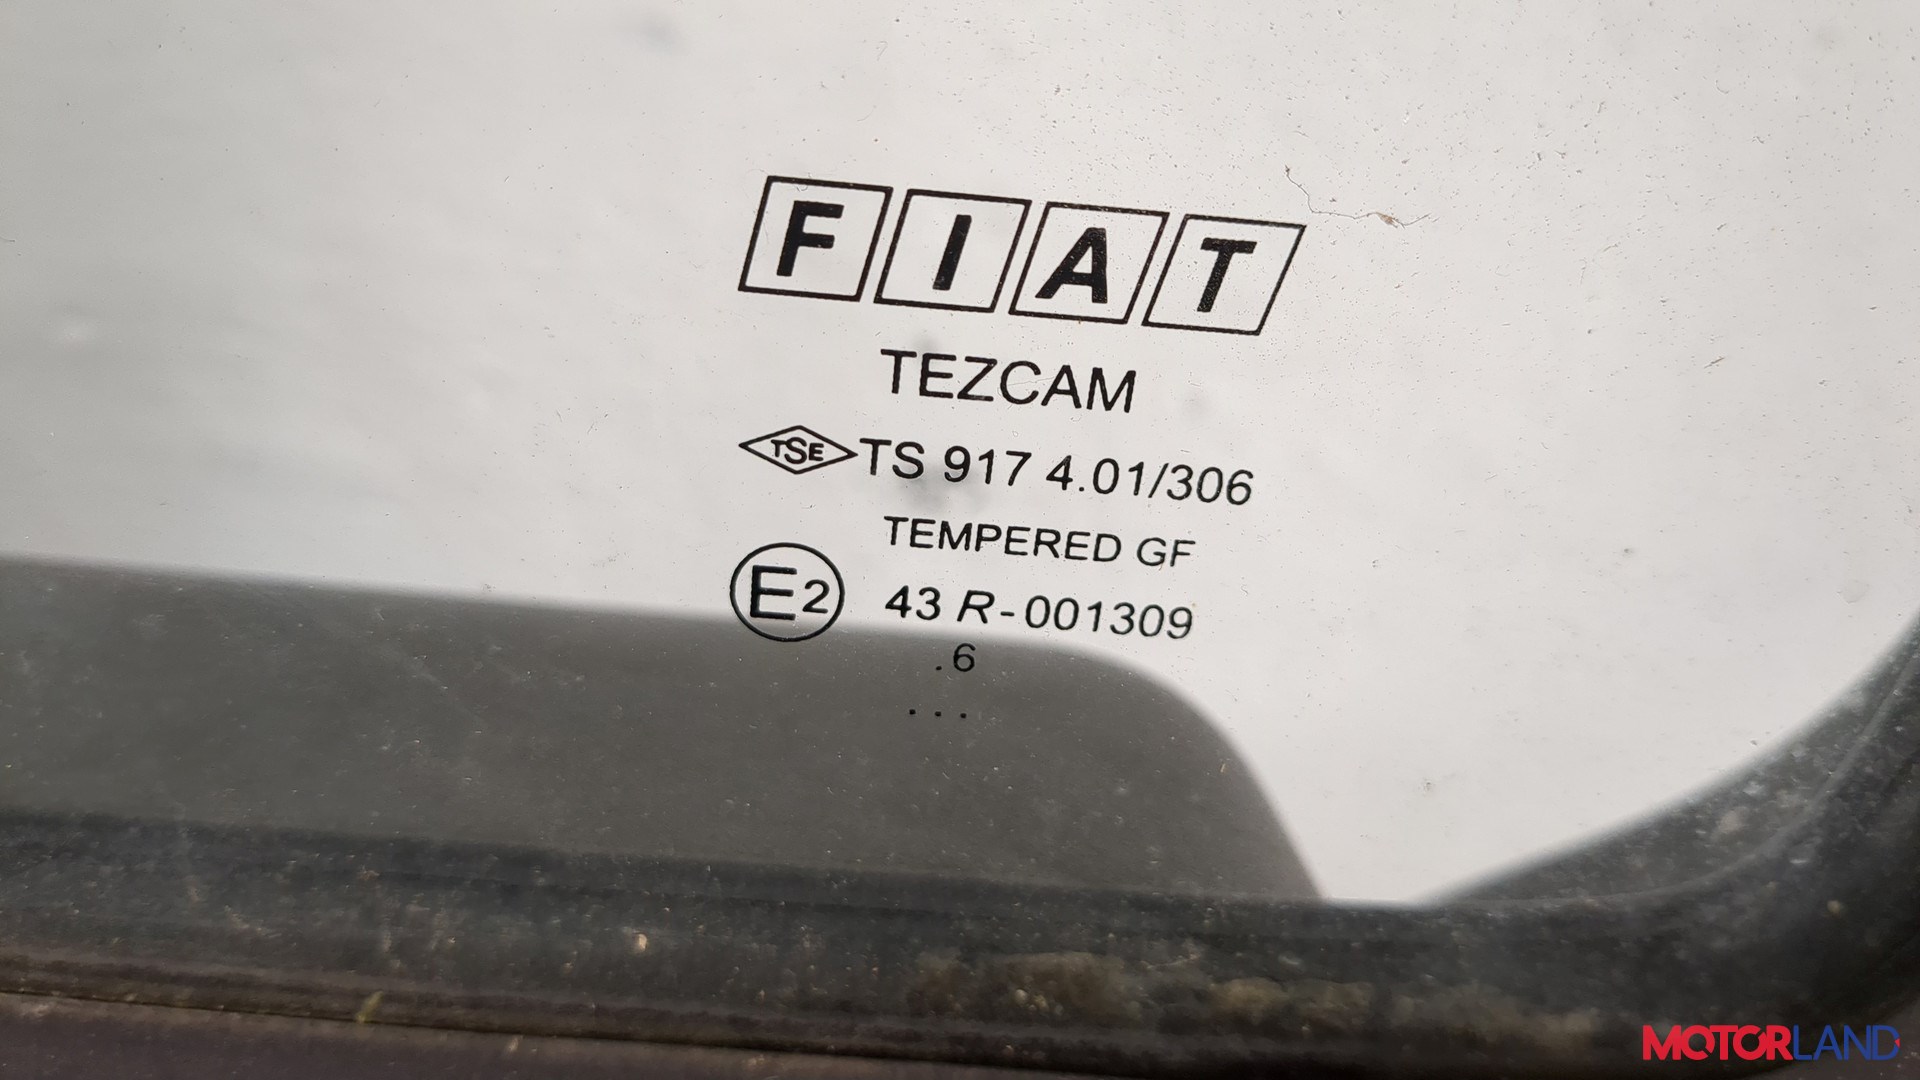 FIAT
TEZCAM
TSE TS 917 4.01/306
TEMPERED GF
E2 43 R-001309
.6
...
MOTORLAND